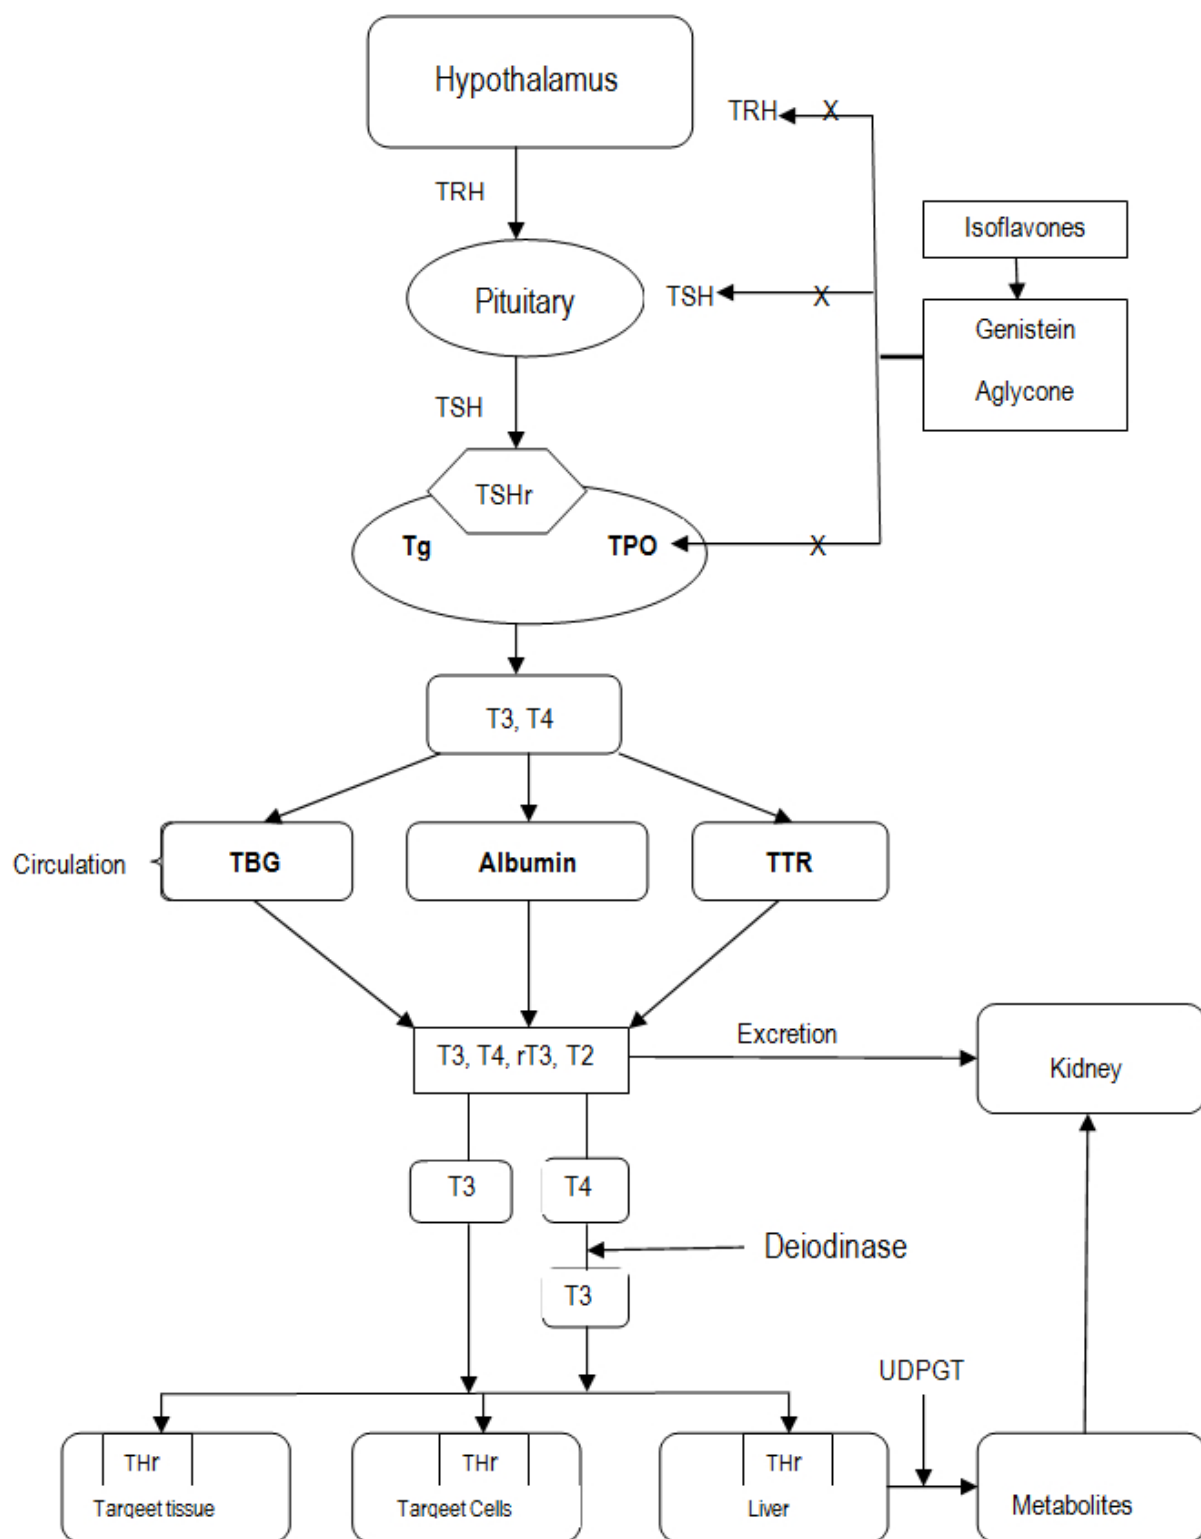 Hypothalamus
TRH
X
TRH
Isoflavones
Pituitary
TSH
X
Genistein
Aglycone
TSH
TSHr
Tg
TPO
X
T3, T4
Circulation
TBG
Albumin
TTR
T3, T4, rT3, T2
Excretion
Kidney
T3
T4
Deiodinase
T3
UDPGT
THr
THr
THr
Targeet tissue
Targeet Cells
Liver
Metabolites